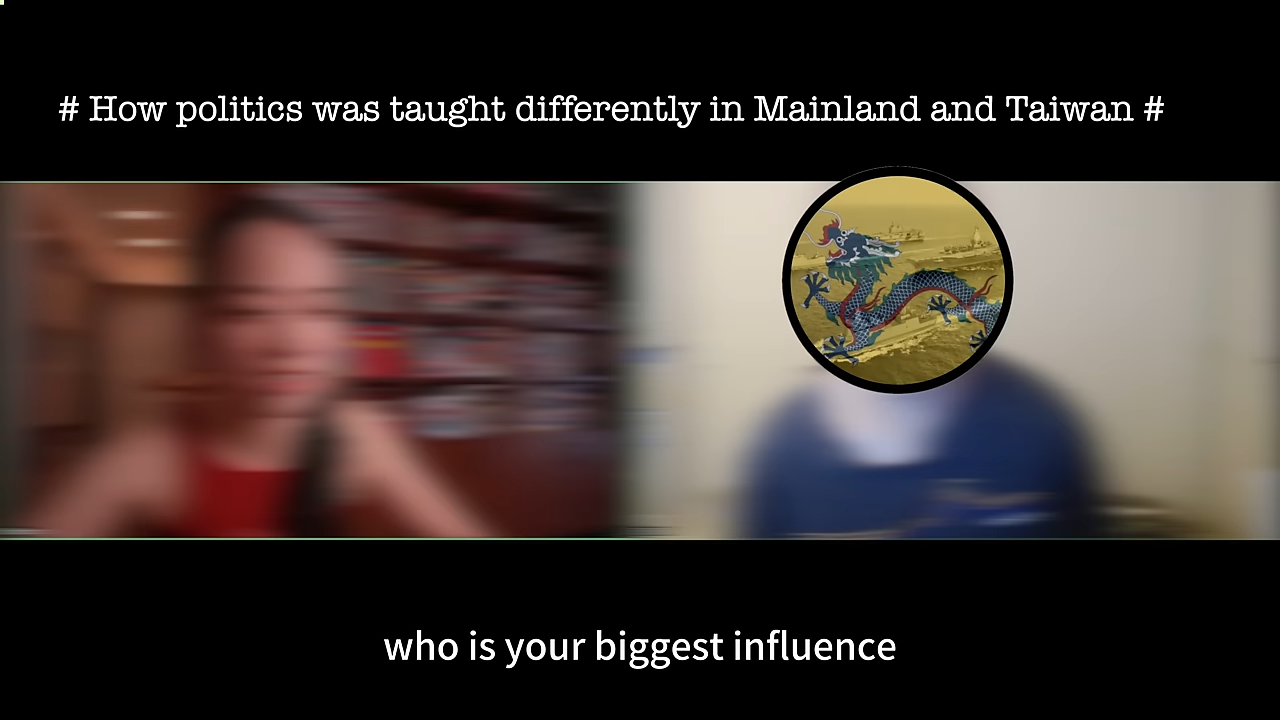 # How politics was taught differently in Mainland and Taiwan #
who is your biggest influence